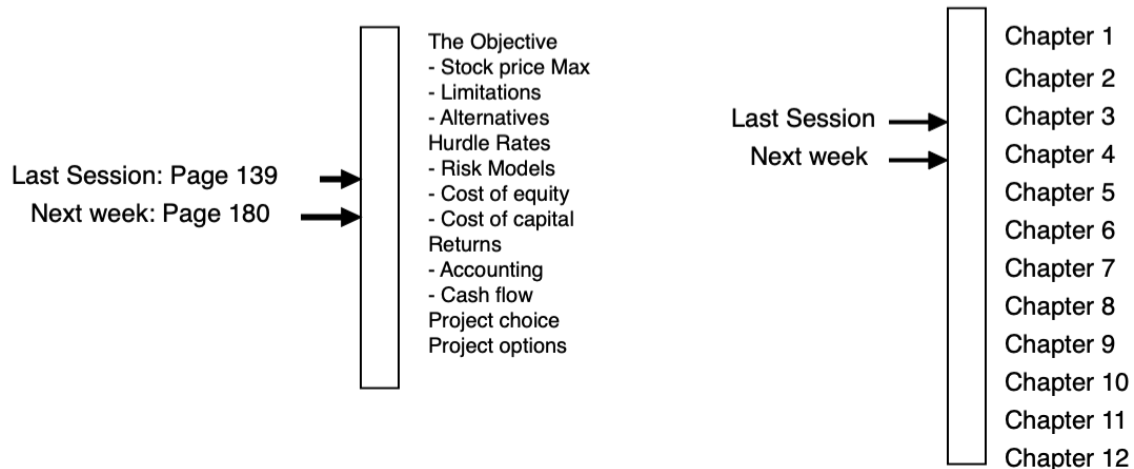 The Objective
- Stock price Max
- Limitations
- Alternatives
Hurdle Rates
- Risk Models
- Cost of equity
- Cost of capital
Returns
- Accounting
- Cash flow
Project choice
Project options
Last Session: Page 139
Next week: Page 180
Last Session
Next week
Chapter 1
Chapter 2
Chapter 3
Chapter 4
Chapter 5
Chapter 6
Chapter 7
Chapter 8
Chapter 9
Chapter 10
Chapter 11
Chapter 12